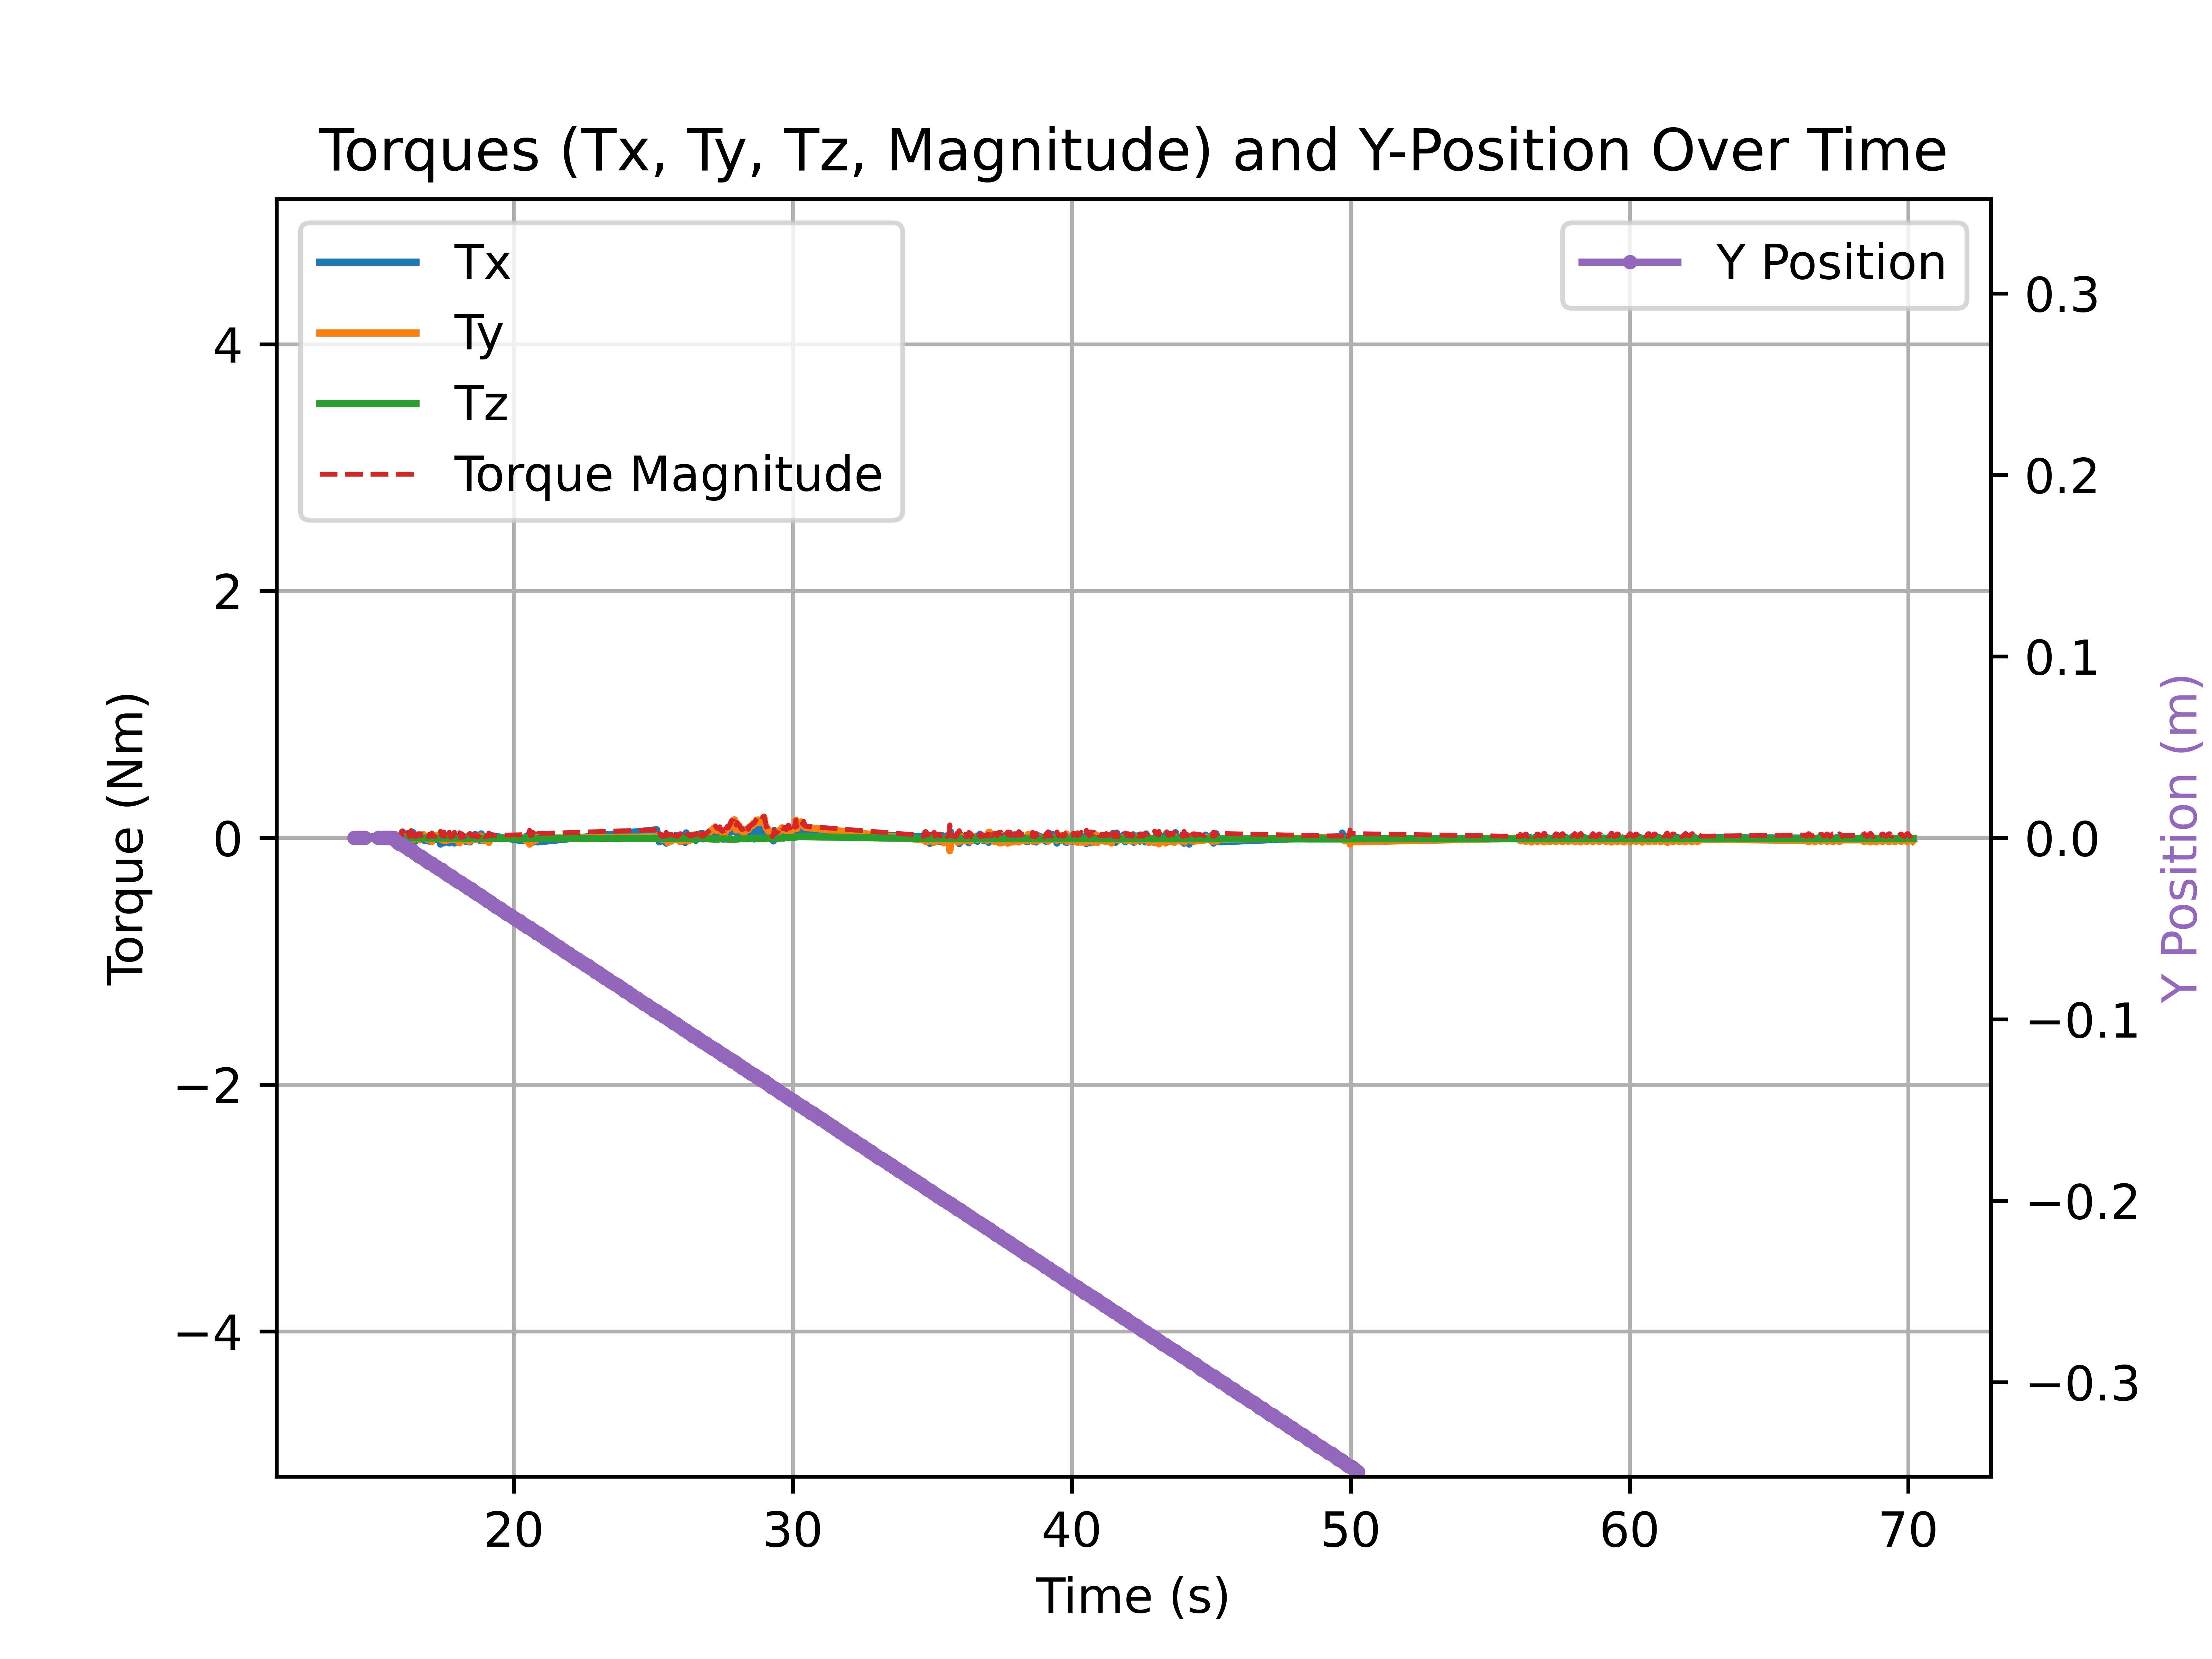 Torques (Tx, Ty, Tz, Magnitude) and Y-Position Over Time
Tx
Ty
Tz
Torque Magnitude
Y Position
4
2
0
−2
−4
Torque (Nm)
0.3
0.2
0.1
0.0
−0.1
−0.2
−0.3
Y Position (m)
20 30 40 50 60 70
Time (s)